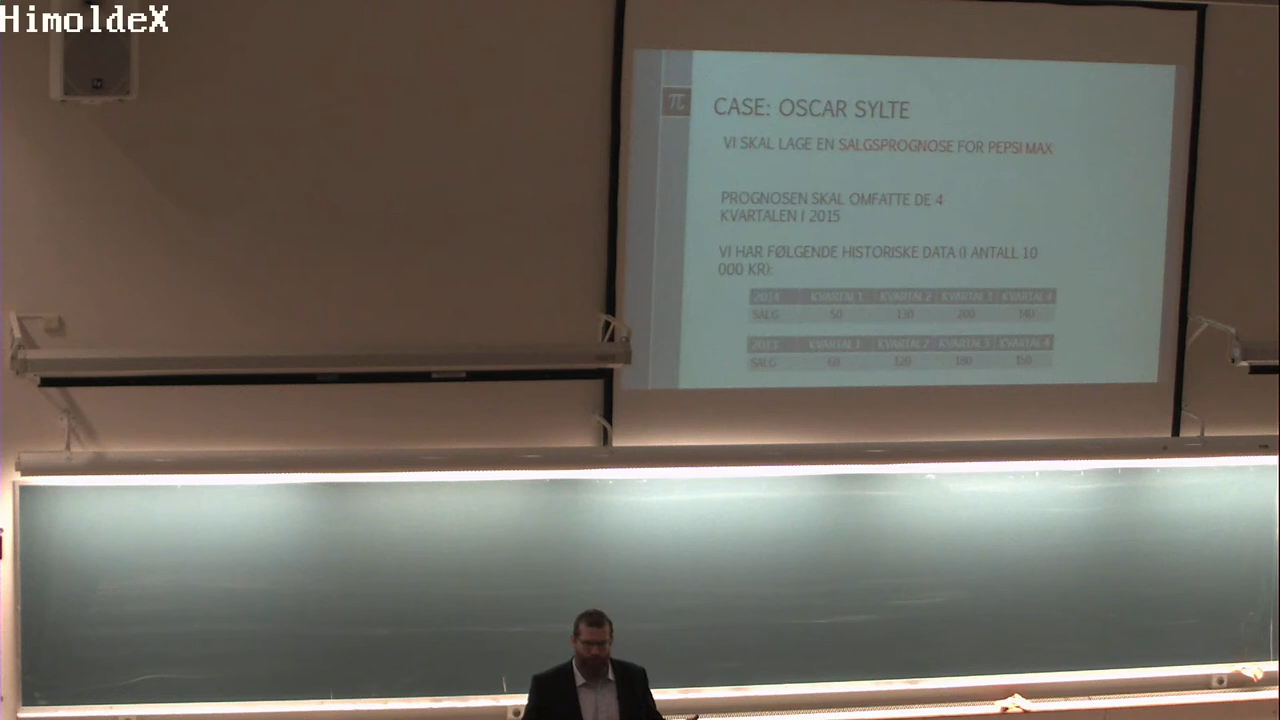 HimoldeX
π
CASE: OSCAR SYLTE
VI SKAL LAGE EN SALGSPROGNOSE FOR PEPSI MAX
PROGNOSEN SKAL OMFATTE DE 4
KVARTALEN I 2015
VI HAR FØLGENDE HISTORISKE DATA (I ANTALL 10
000 KR):
2014 KVARTAL 1 KVARTAL 2 KVARTAL 3 KVARTAL 4
SALG 50 130 200 140
2013 KVARTAL 1 KVARTAL 2 KVARTAL 3 KVARTAL 4
SALG 60 120 180 150